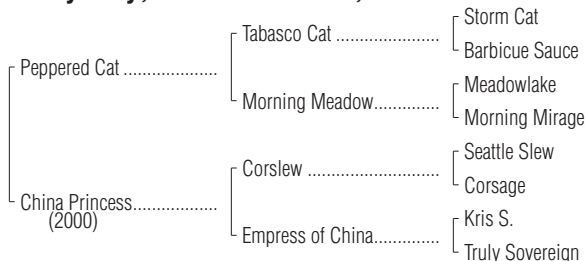 Storm Cat
Tabasco Cat ..................
Barbicue Sauce
Peppered Cat ....................
Meadowlake
Morning Meadow..............
Morning Mirage
Seattle Slew
Corslew .......................
Corsage
China Princess..................
(2000)
Kris S.
Empress of China..............
Truly Sovereign